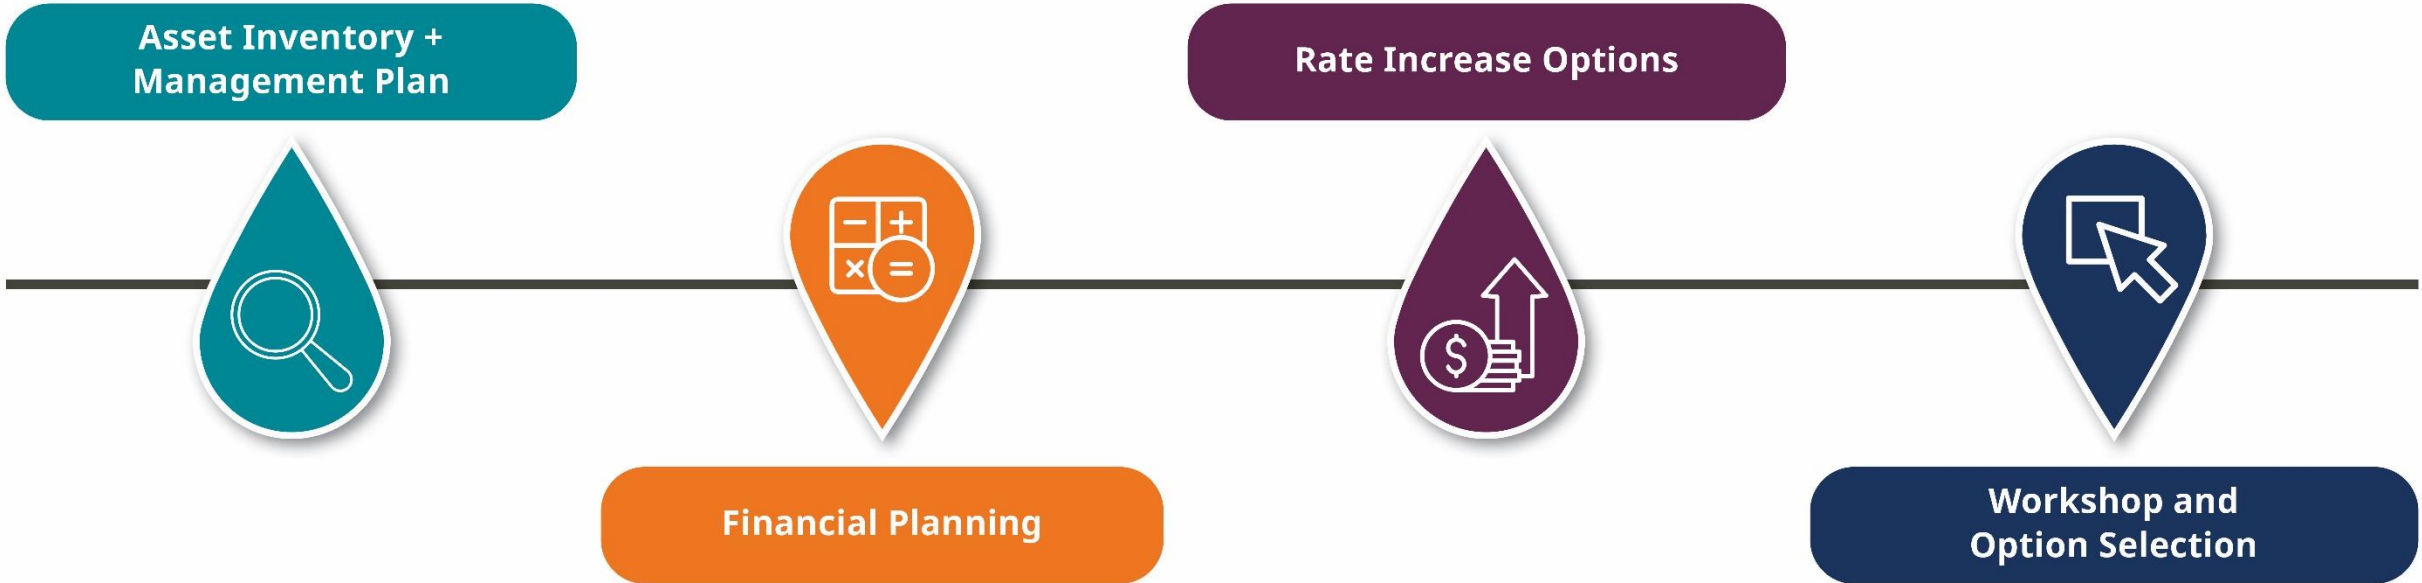 Asset Inventory +
Management Plan
Financial Planning
Rate Increase Options
Workshop and
Option Selection